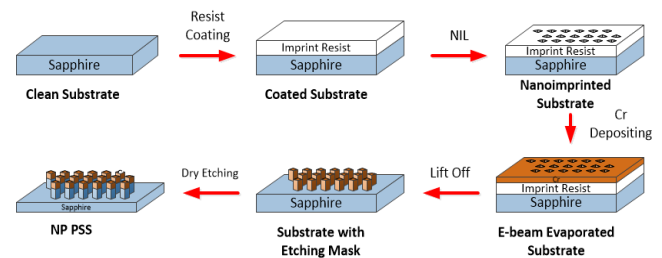 Resist
Coating
Sapphire
Clean Substrate
Imprint Resist
Sapphire
Coated Substrate
NIL
Imprint Resist
Sapphire
Nanoimprinted
Substrate
Cr
Depositing
Cr
Imprint Resist
Sapphire
E-beam Evaporated
Substrate
Lift Off
Sapphire
Substrate with
Etching Mask
Dry Etching
Sapphire
NP PSS